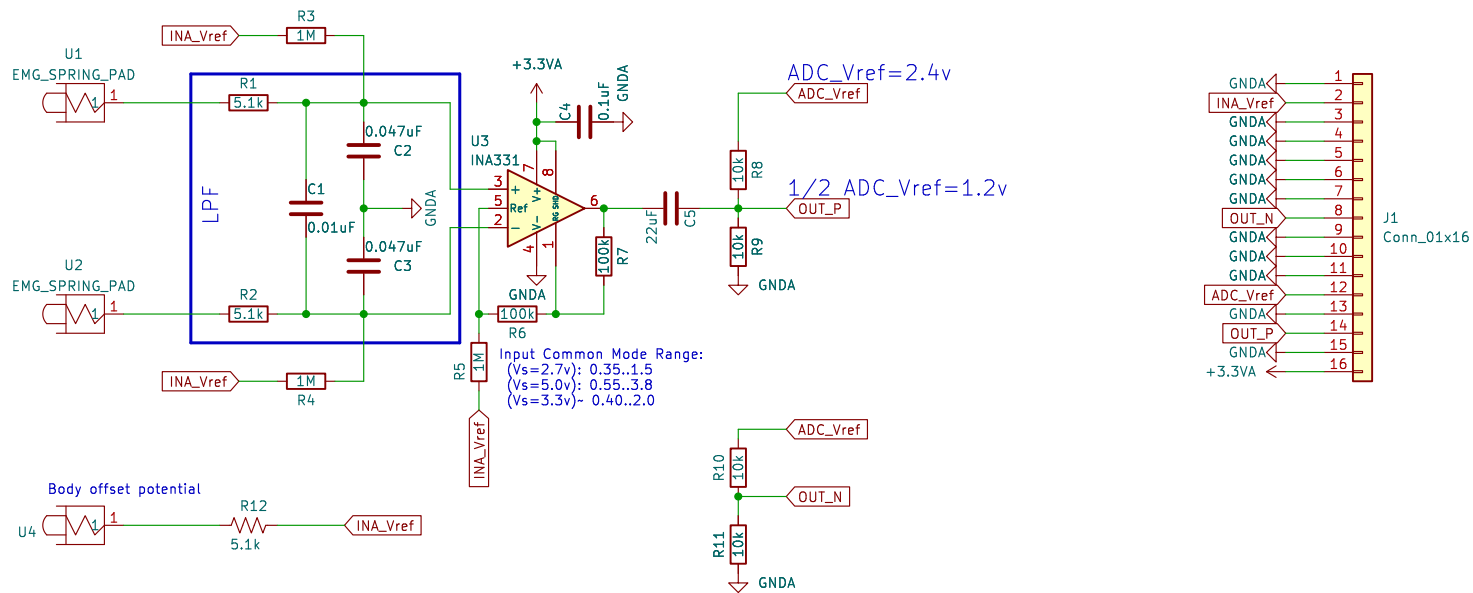 R3
INA_Vref
1M
U1
EMG_SPRING_PAD
1
1
R1
5.1k
0.047uF
C2
LPF
C1
0.01uF
GNDA
0.047uF
C3
U2
EMG_SPRING_PAD
1
1
R2
5.1k
INA_Vref
1M
R4
+3.3VA
C4
0.1uF
GNDA
U3
INA331
3
5
2
7
8
6
4
1
+
Ref
-
V+
V-
RG
SHD
GNDA
100k
R7
100k
R6
R5
1M
INA_Vref
22uF
C5
ADC_Vref=2.4v
ADC_Vref
10k
R8
1/2 ADC_Vref=1.2v
OUT_P
10k
R9
GNDA
Input Common Mode Range:
(Vs=2.7v): 0.35..1.5
(Vs=5.0v): 0.55..3.8
(Vs=3.3v)~ 0.40..2.0
ADC_Vref
R10
10k
OUT_N
R11
10k
GNDA
Body offset potential
U4
1
1
R12
5.1k
INA_Vref
GNDA 1
INA_Vref 2
GNDA 3
GNDA 4
GNDA 5
GNDA 6
GNDA 7
OUT_N 8
GNDA 9
GNDA 10
GNDA 11
ADC_Vref 12
GNDA 13
OUT_P 14
GNDA 15
+3.3VA 16
J1
Conn_01x16